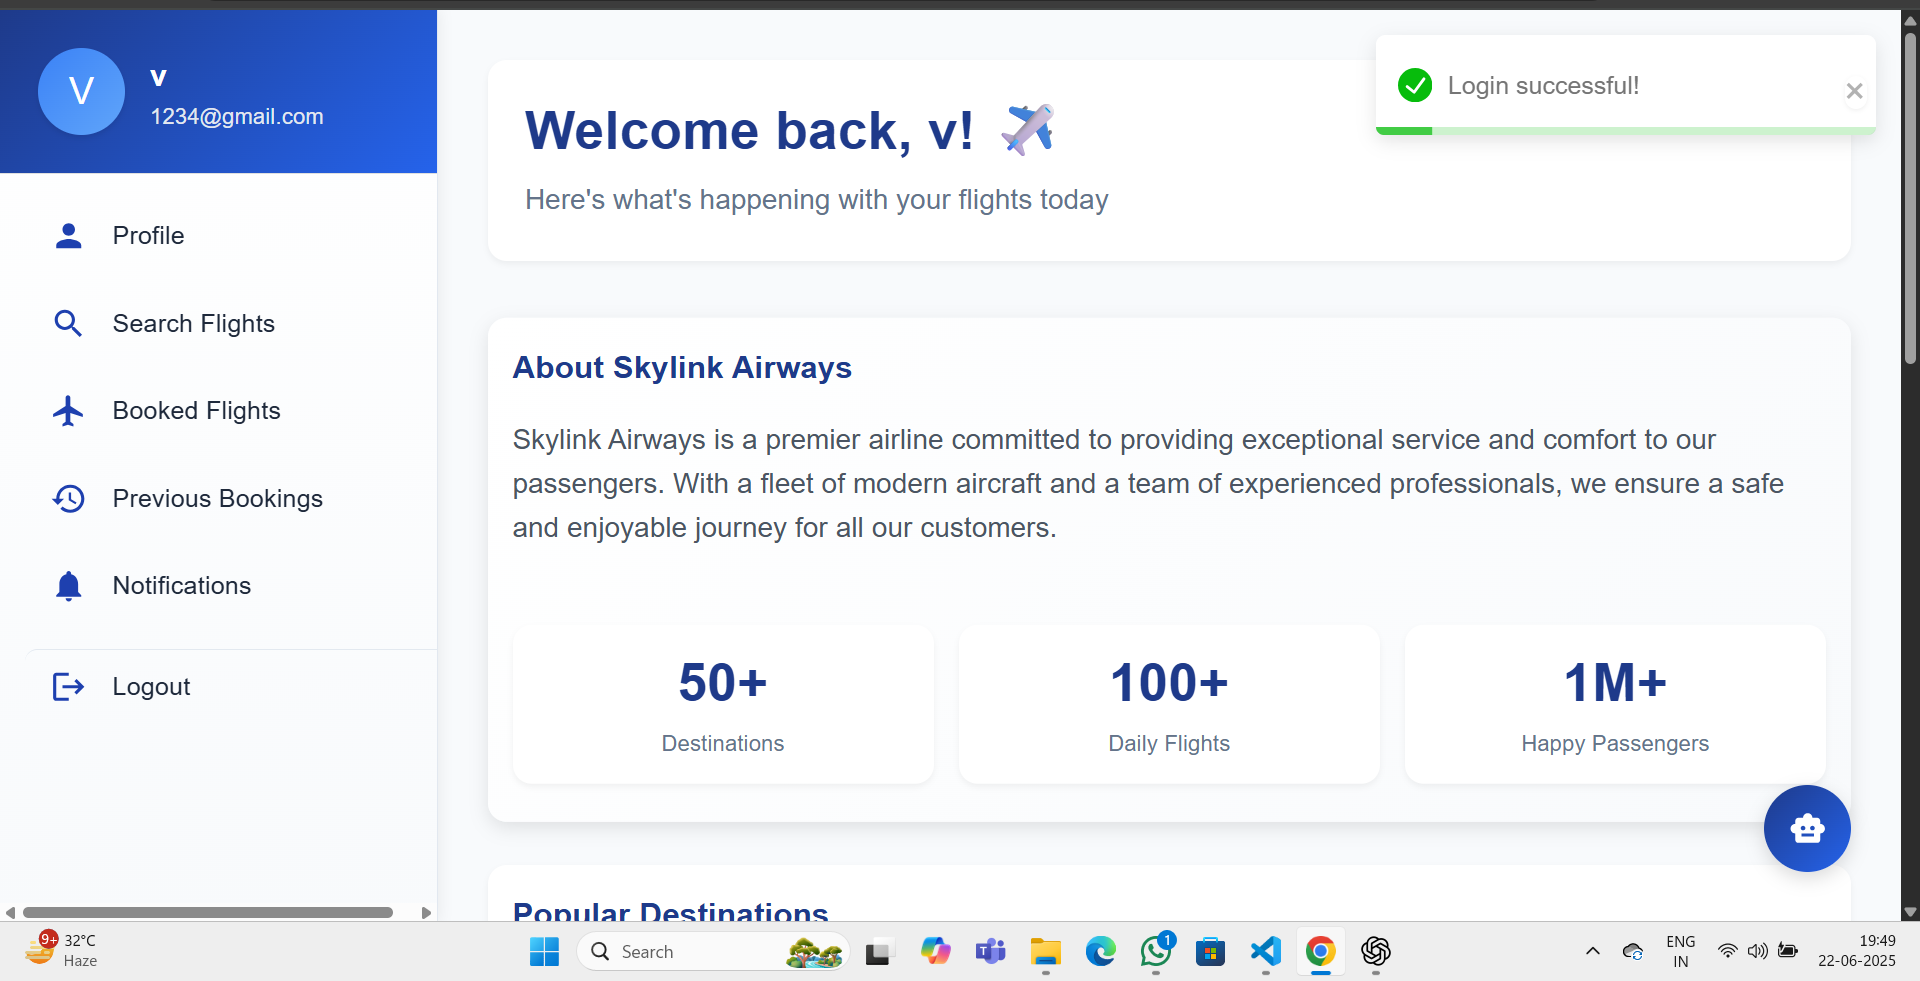 V
v
1234@gmail.com
Profile
Search Flights
Booked Flights
Previous Bookings
Notifications
Logout
Login successful!
Welcome back, v!
Here's what's happening with your flights today
About Skylink Airways
Skylink Airways is a premier airline committed to providing exceptional service and comfort to our
passengers. With a fleet of modern aircraft and a team of experienced professionals, we ensure a safe
and enjoyable journey for all our customers.
50+
Destinations
100+
Daily Flights
1M+
Happy Passengers
Popular Destinations
9+
32°C
Haze
Search
T
1
ENG
IN
19:49
22-06-2025